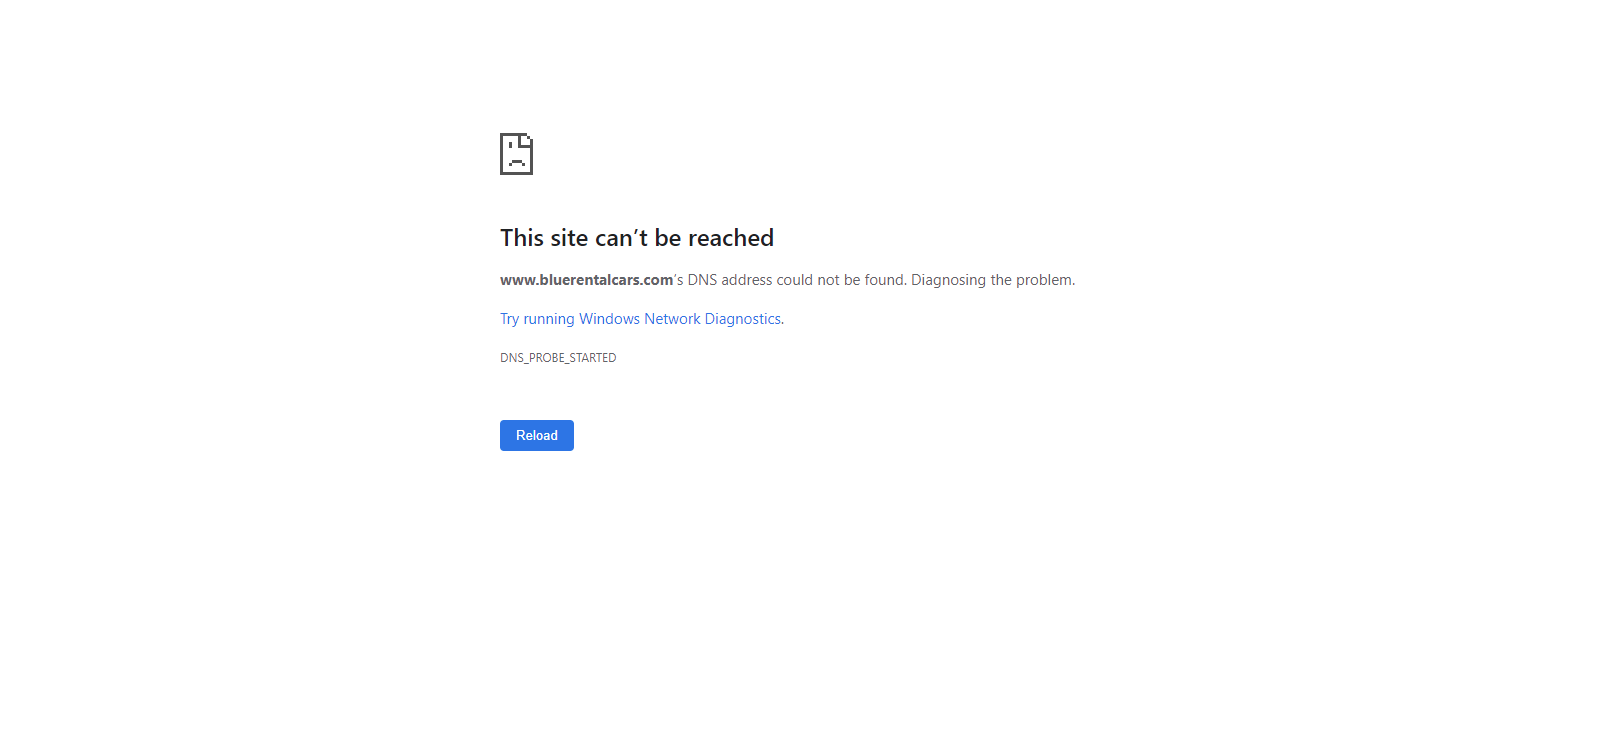 This site can’t be reached
www.bluerentalcars.com’s DNS address could not be found. Diagnosing the problem.
Try running Windows Network Diagnostics.
DNS_PROBE_STARTED
Reload